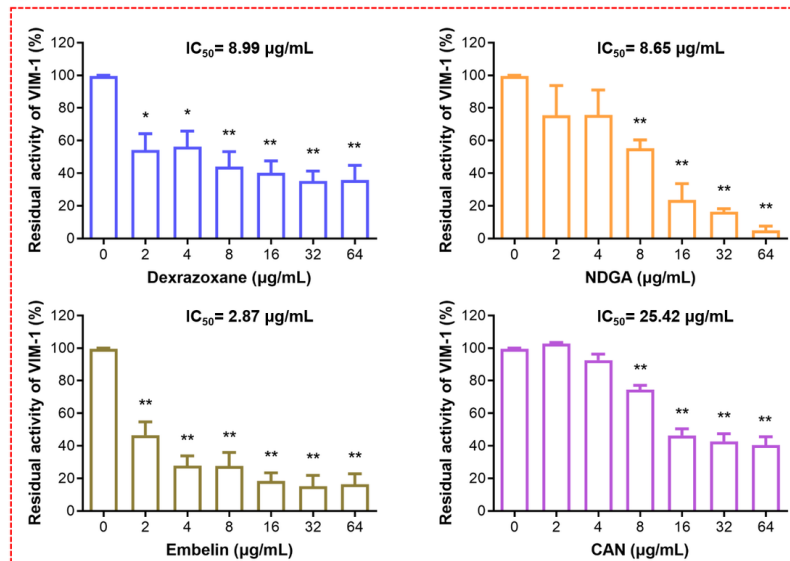 IC50= 8.99 µg/mL
Residual activity of VIM-1 (%)
120
100
80
60
40
20
0
* * ** ** ** **
0 2 4 8 16 32 64
Dexrazoxane (µg/mL)
IC50= 8.65 µg/mL
Residual activity of VIM-1 (%)
120
100
80
60
40
20
0
** ** ** **
0 2 4 8 16 32 64
NDGA (µg/mL)
IC50= 2.87 µg/mL
Residual activity of VIM-1 (%)
120
100
80
60
40
20
0
** ** ** ** ** **
0 2 4 8 16 32 64
Embelin (µg/mL)
IC50= 25.42 µg/mL
Residual activity of VIM-1 (%)
120
100
80
60
40
20
0
** ** ** **
0 2 4 8 16 32 64
CAN (µg/mL)